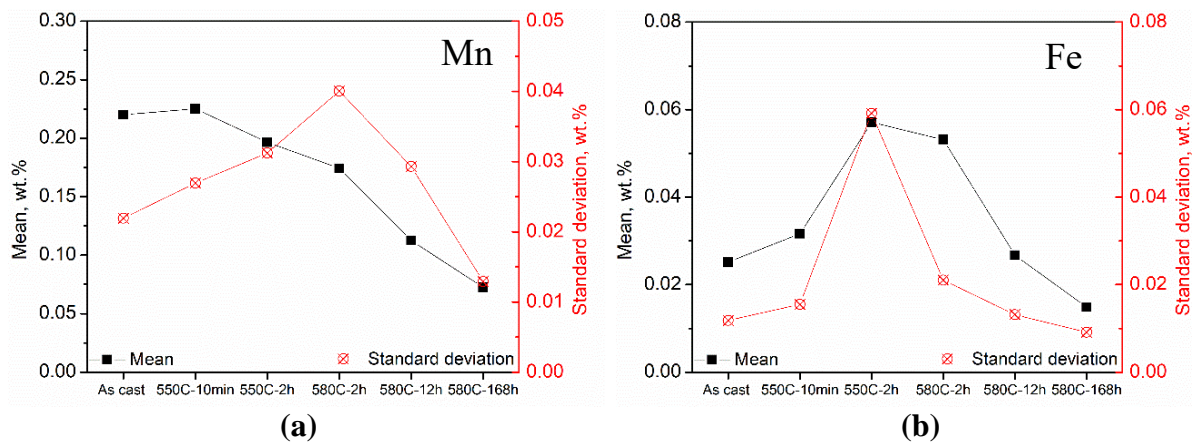 Mn
Mean, wt.%
0.30
0.25
0.20
0.15
0.10
0.05
0.00
0.05
0.04
0.03
0.02
0.01
0.00
Standard deviation, wt.%
Mean
Standard deviation
As cast 550C-10min 550C-2h 580C-2h 580C-12h 580C-168h
(a)
Fe
Mean, wt.%
0.08
0.06
0.04
0.02
0.00
0.08
0.06
0.04
0.02
0.00
Standard deviation, wt.%
Mean
Standard deviation
As cast 550C-10min 550C-2h 580C-2h 580C-12h 580C-168h
(b)